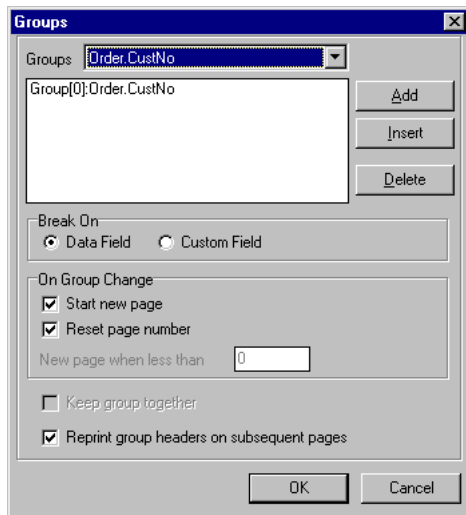 Groups
Groups Order.CustNo
Group[0]:Order.CustNo
Add
Insert
Delete
Break On
Data Field Custom Field
On Group Change
Start new page
Reset page number
New page when less than 0
Keep group together
Reprint group headers on subsequent pages
OK Cancel